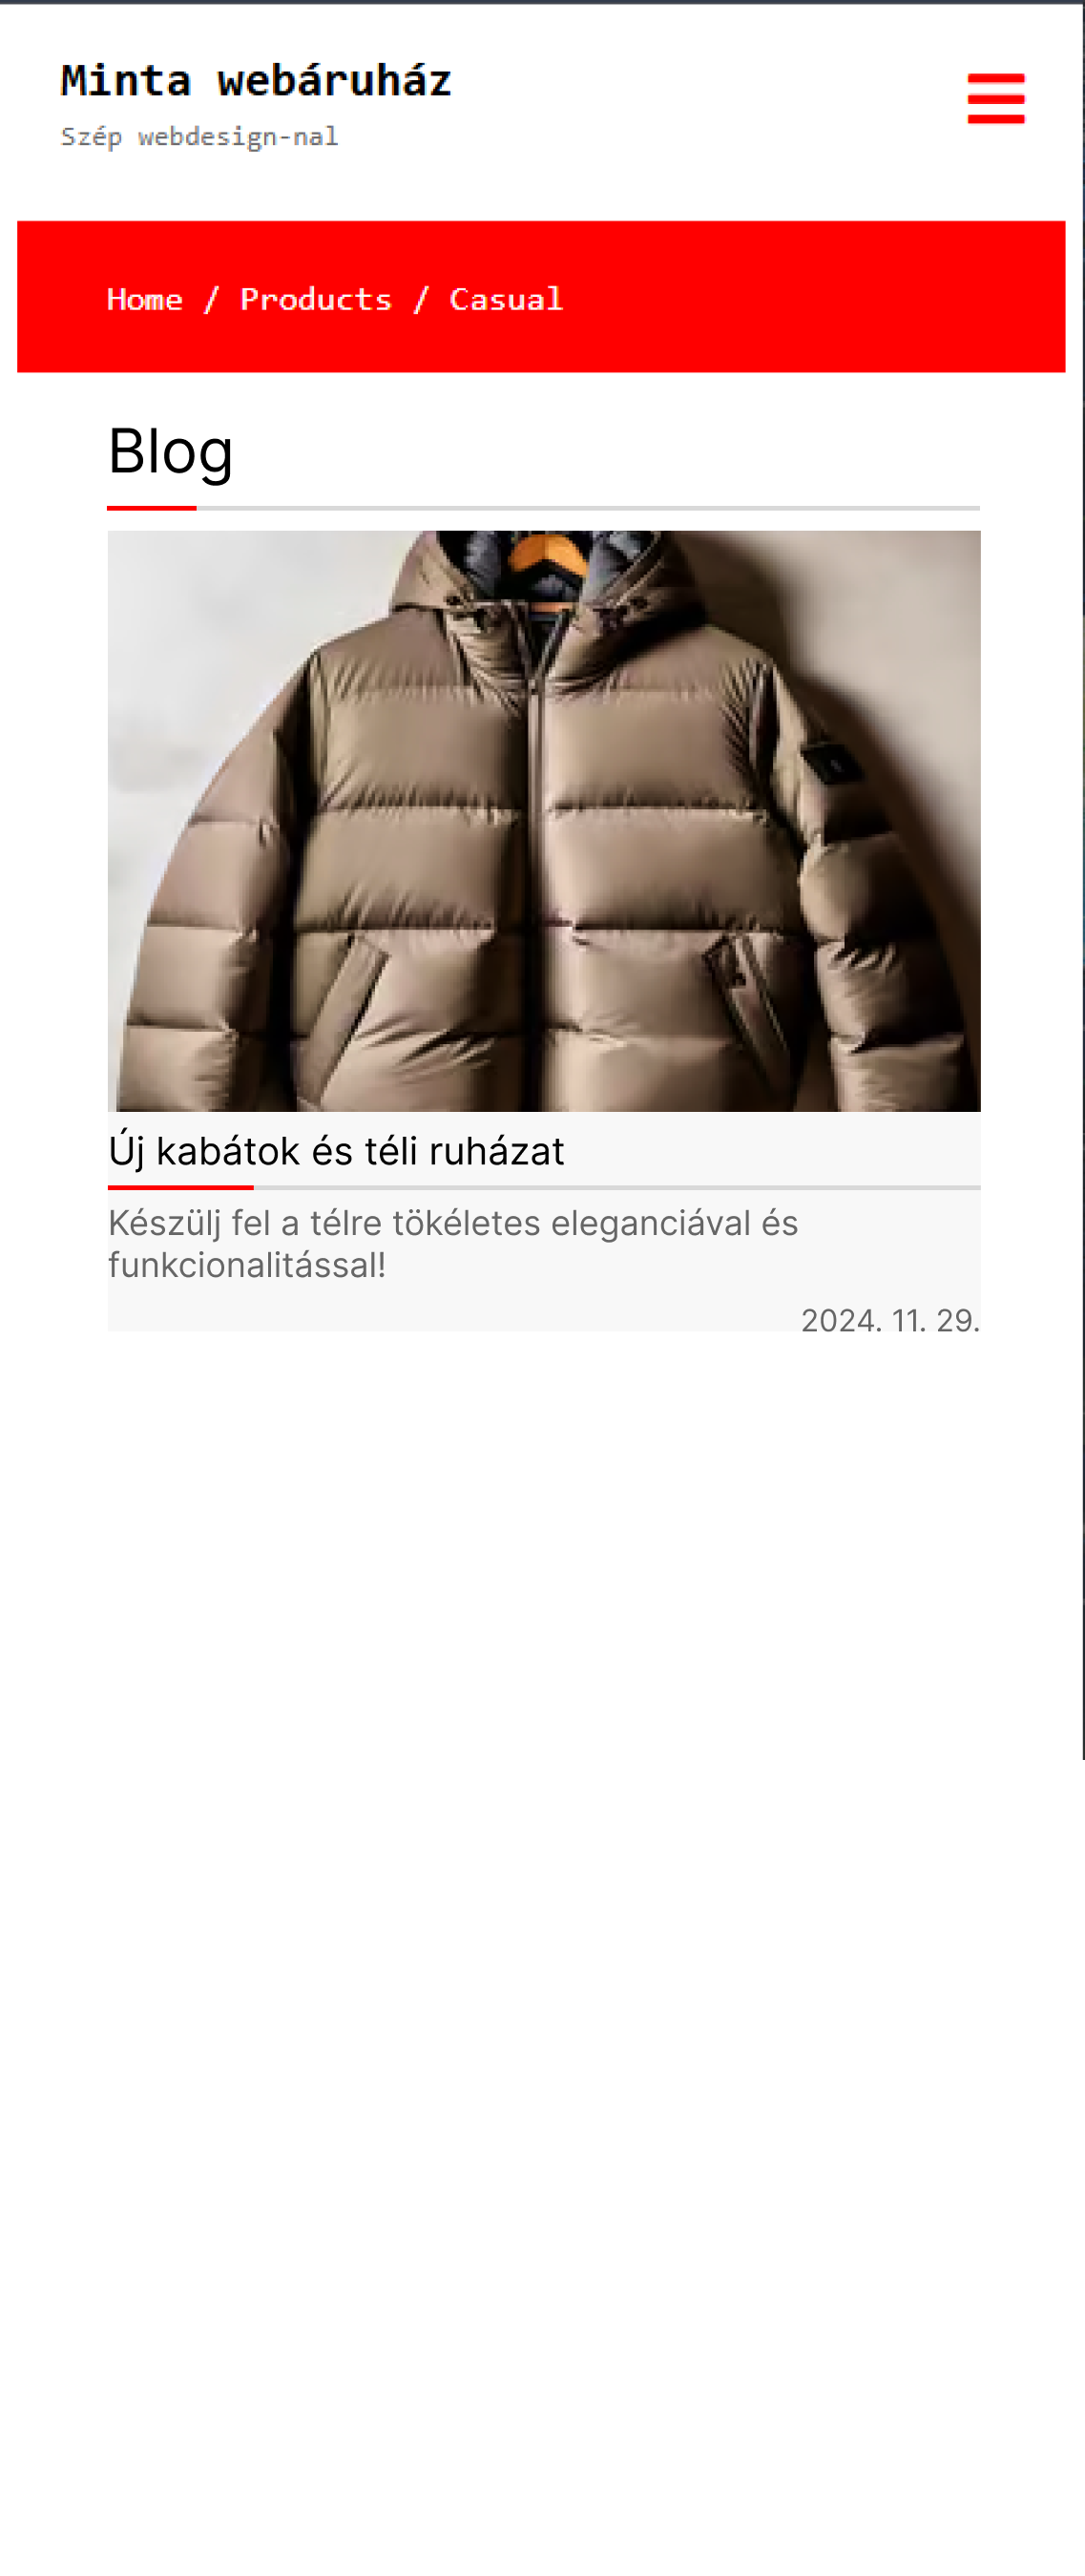 Minta webáruház
Szép webdesign-nal
Home / Products / Casual
Blog
Új kabátok és téli ruházat
Készülj fel a télre tökéletes eleganciával és
funkcionalitással!
2024. 11. 29.